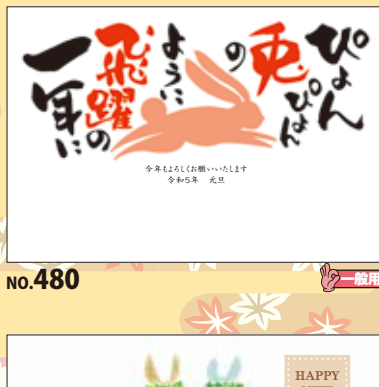 ぴょん
ぴょん
兎の
ように
飛躍の
一年に
今年もよろしくお願いいたします
令和5年 元旦
NO.480
一般用
HAPPY